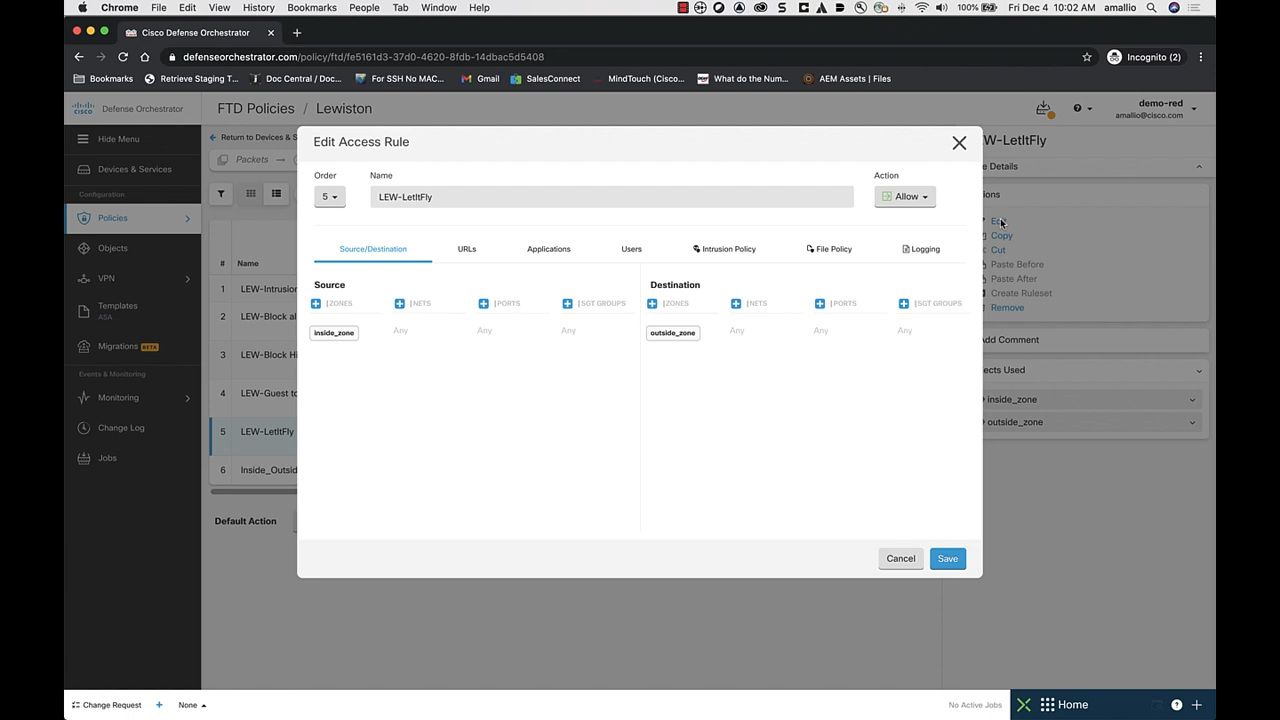 Chrome File Edit View History Bookmarks People Tab Window Help 100% Fri Dec 4 10:02 AM amallio
Cisco Defense Orchestrator
defenseorchestrator.com/policy/ftd/fe5161d3-37d0-4620-8fdb-14dbac5d5408
Incognito (2)
Bookmarks Retrieve Staging T... Doc Central / Doc... For SSH No MAC... Gmail SalesConnect MindTouch (Cisco... What do the Num... AEM Assets | Files
cisco Defense Orchestrator
FTD Policies / Lewiston
demo-red
amallio@cisco.com
Hide Menu
Devices & Services
Configuration
Policies
Objects
VPN
Templates
ASA
Migrations BETA
Events & Monitoring
Monitoring
Change Log
Jobs
Return to Devices & S
Packets →
# Name
1 LEW-Intrusion
2 LEW-Block al
3 LEW-Block Hi
4 LEW-Guest to
5 LEW-LetItFly
6 Inside_Outsid
Default Action
Edit Access Rule
Order Name Action
5 LEW-LetItFly Allow
Source/Destination URLs Applications Users Intrusion Policy File Policy Logging
Source
ZONES NETS PORTS SGT GROUPS
inside_zone Any Any Any
Destination
ZONES NETS PORTS SGT GROUPS
outside_zone Any Any Any
Cancel Save
W-LetItFly
e Details
ions
Copy
Cut
Paste Before
Paste After
Create Ruleset
Remove
Add Comment
ects Used
inside_zone
outside_zone
Change Request + None
No Active Jobs
Home